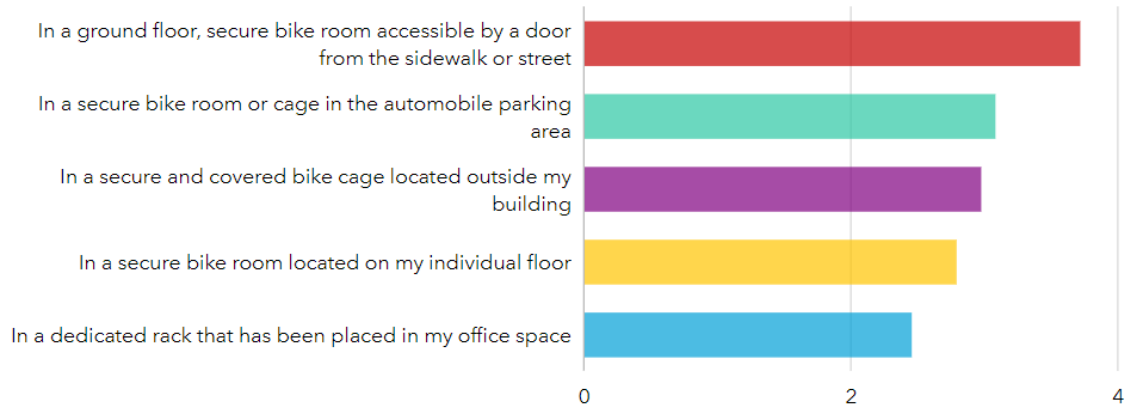 In a ground floor, secure bike room accessible by a door
from the sidewalk or street
In a secure bike room or cage in the automobile parking
area
In a secure and covered bike cage located outside my
building
In a secure bike room located on my individual floor
In a dedicated rack that has been placed in my office space
0 2 4